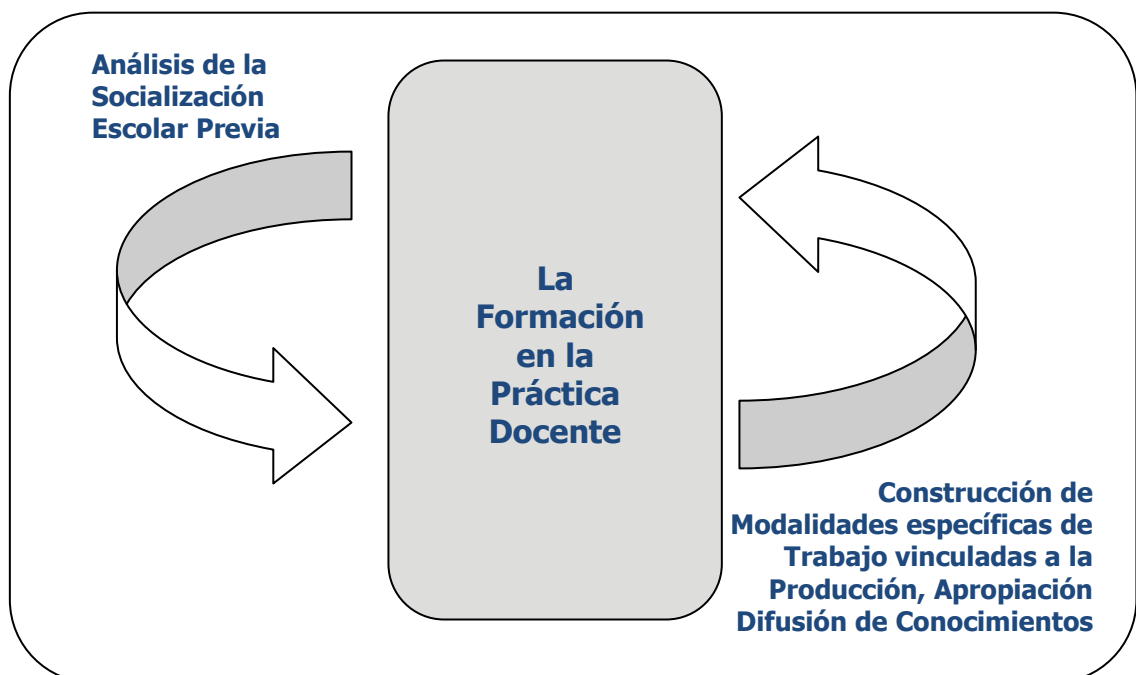 Análisis de la
Socialización
Escolar Previa
La
Formación
en la
Práctica
Docente
Construcción de
Modalidades específicas de
Trabajo vinculadas a la
Producción, Apropiación
Difusión de Conocimientos